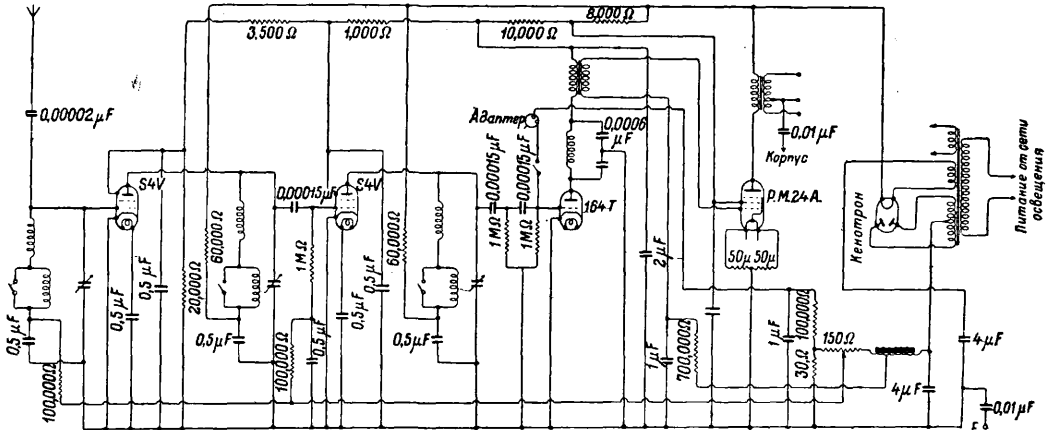 8,000 Ω
3,500 Ω
1,000 Ω
10,000 Ω
0,00002 μF
Адаптер
0,0006 μF
0,01 μF
Корпус
S4V
0,00015 μF
S4V
0,00015 μF
0,00015 μF
164T
P.M.24A.
Кенотрон
Питание от сети
освещения
60,000 Ω
1 MΩ
60,000 Ω
1 MΩ
1 MΩ
2 μF
50 μ
50 μ
20,000 Ω
0,5 μF
0,5 μF
0,5 μF
0,5 μF
0,5 μF
0,5 μF
0,5 μF
0,5 μF
100,000 Ω
100,000 Ω
1 μF
700,000 Ω
1 μF
100,000 Ω
30 Ω
150 Ω
4 μF
4 μF
0,01 μF
E